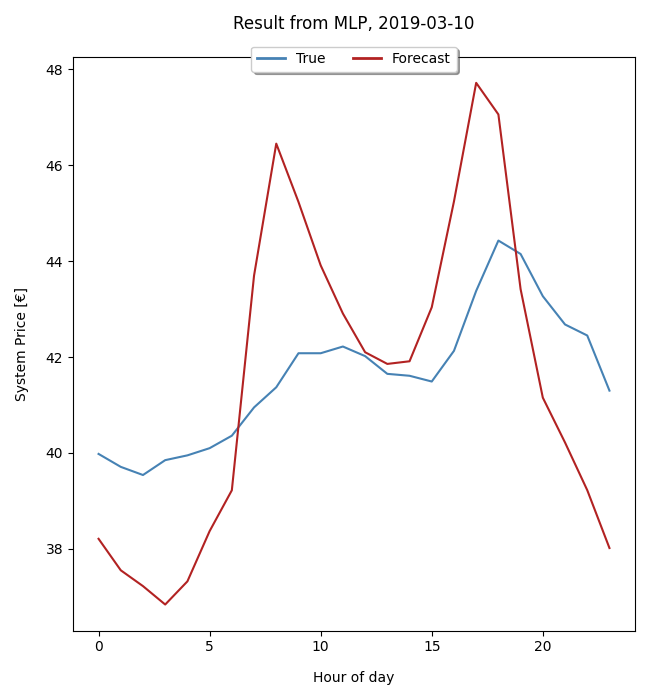 Result from MLP, 2019-03-10
True Forecast
48
46
44
42
40
38
System Price [€]
0 5 10 15 20
Hour of day